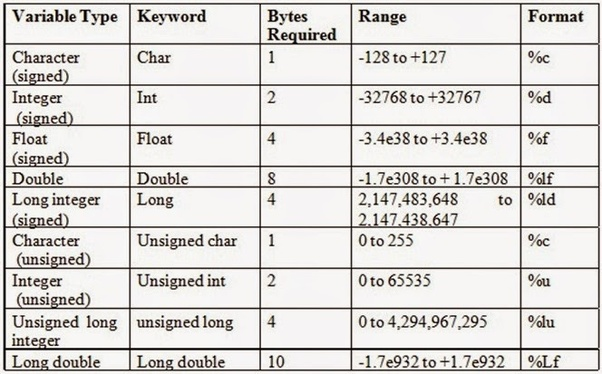 Variable Type Keyword Bytes Required Range Format
Character (signed) Char 1 -128 to +127 %c
Integer (signed) Int 2 -32768 to +32767 %d
Float (signed) Float 4 -3.4e38 to +3.4e38 %f
Double Double 8 -1.7e308 to + 1.7e308 %lf
Long integer (signed) Long 4 2,147,483,648 to 2,147,438,647 %ld
Character (unsigned) Unsigned char 1 0 to 255 %c
Integer (unsigned) Unsigned int 2 0 to 65535 %u
Unsigned long integer unsigned long 4 0 to 4,294,967,295 %lu
Long double Long double 10 -1.7e932 to +1.7e932 %Lf